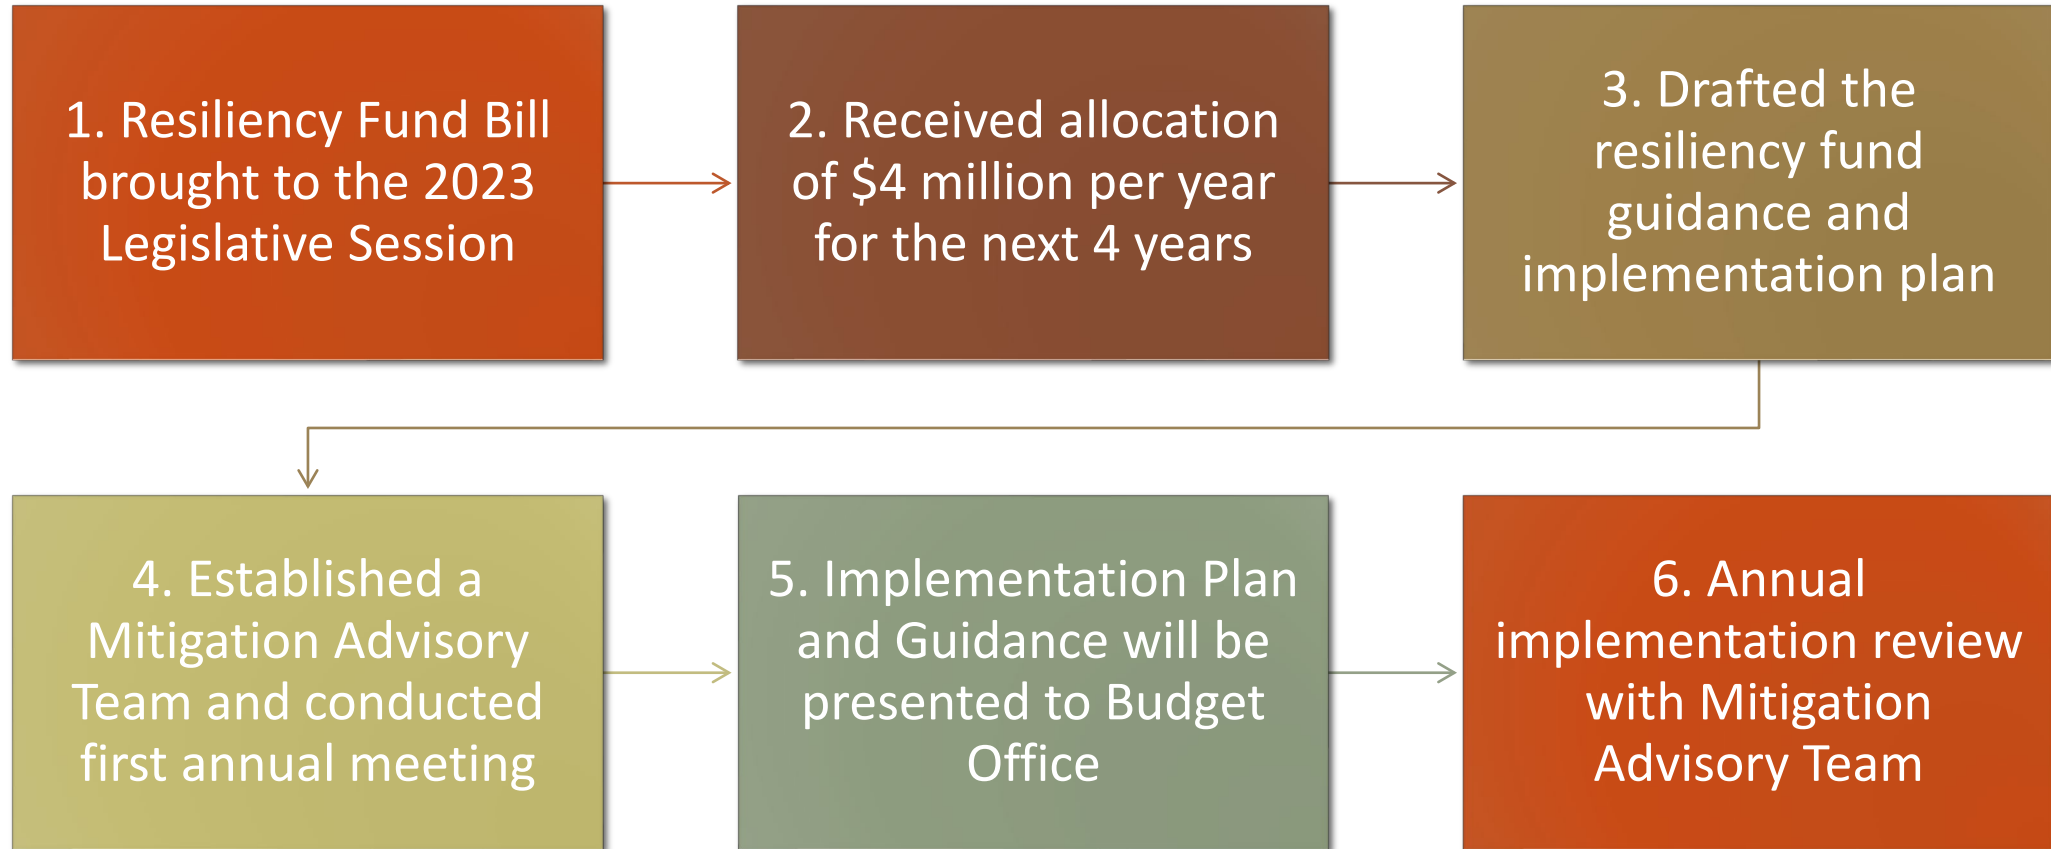 1. Resiliency Fund Bill
brought to the 2023
Legislative Session
2. Received allocation
of $4 million per year
for the next 4 years
3. Drafted the
resiliency fund
guidance and
implementation plan
4. Established a
Mitigation Advisory
Team and conducted
first annual meeting
5. Implementation Plan
and Guidance will be
presented to Budget
Office
6. Annual
implementation review
with Mitigation
Advisory Team